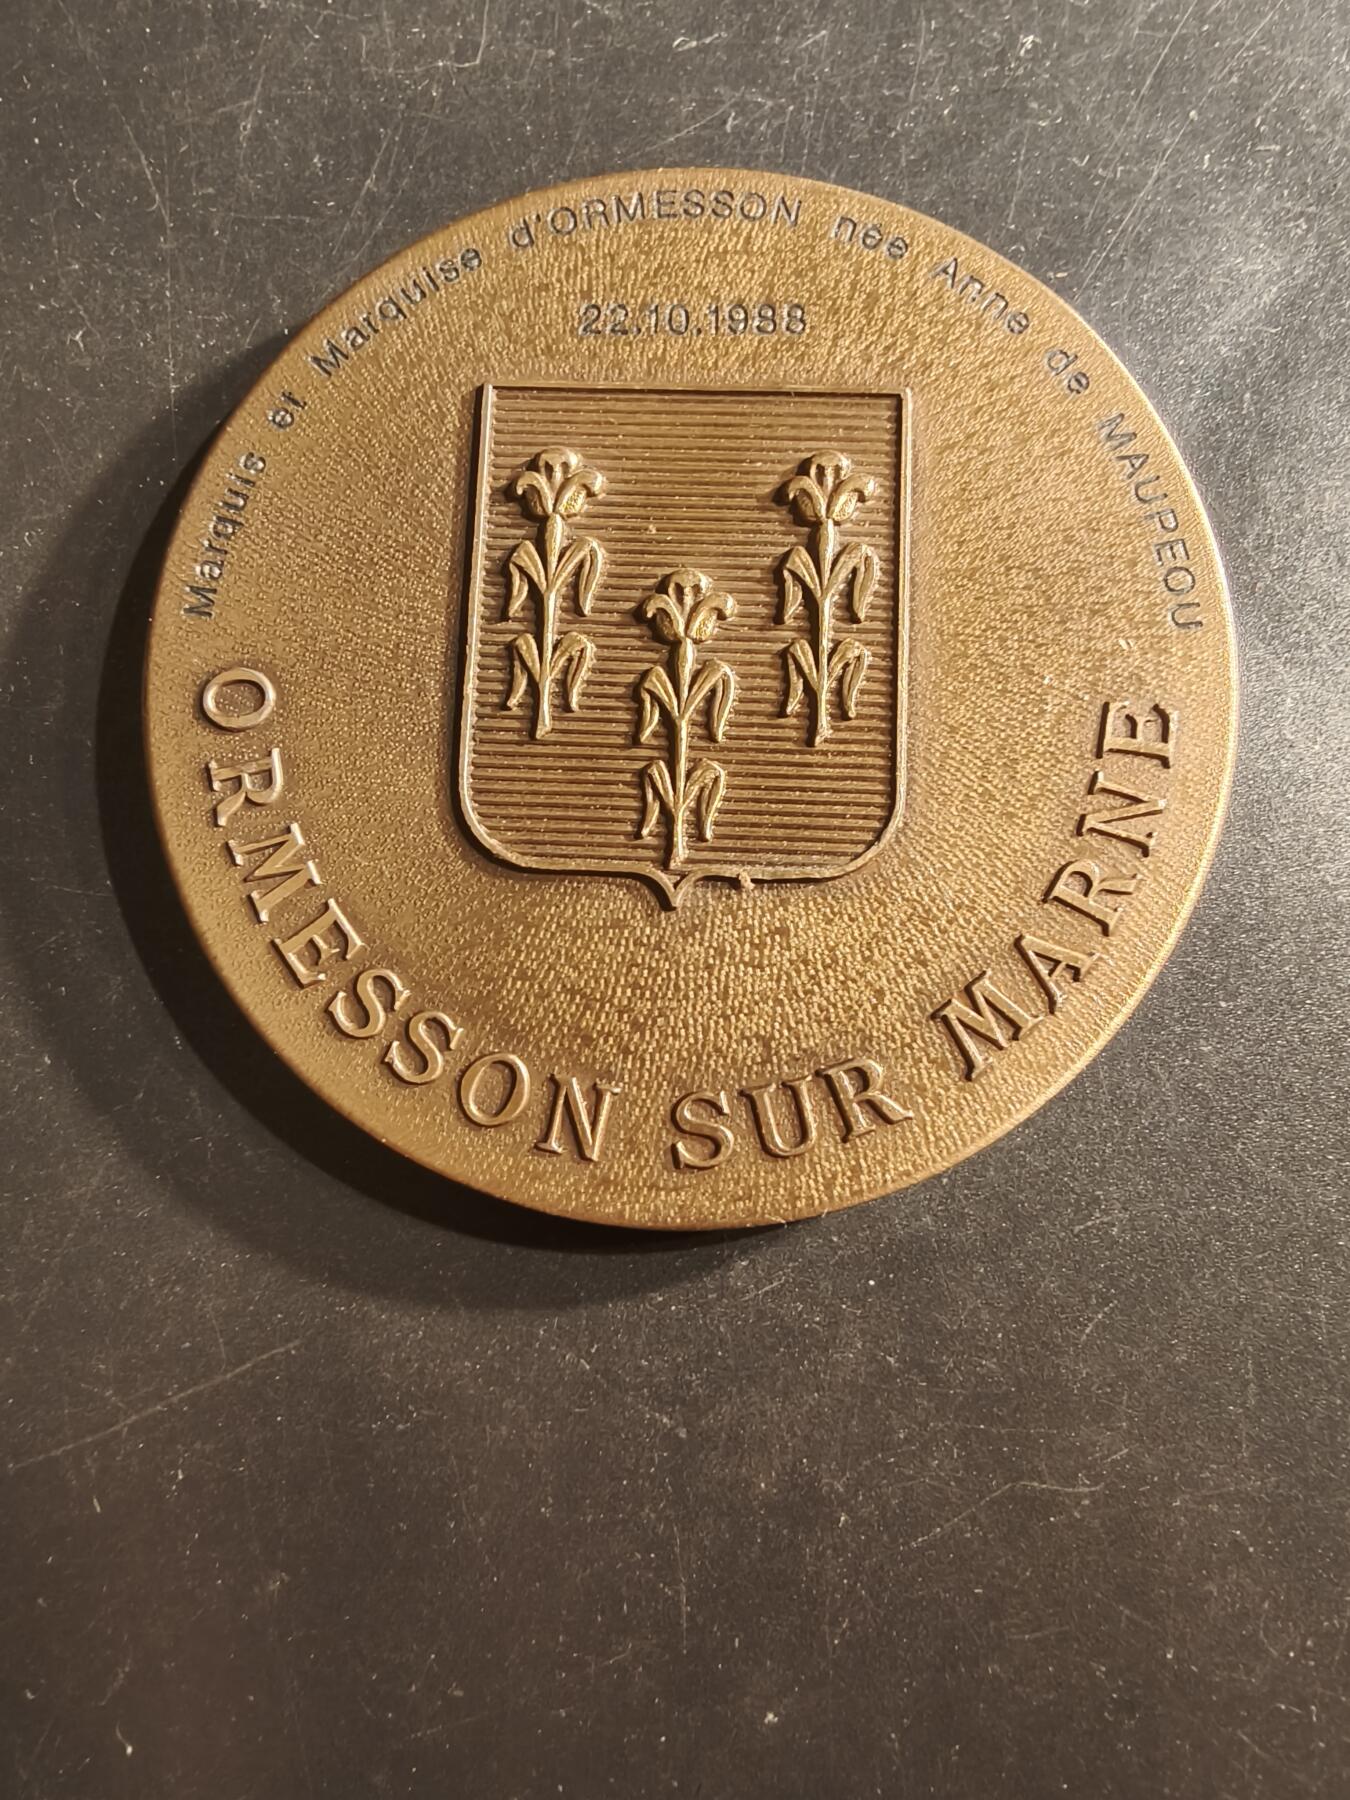 Marquis et Marquise d'ORMESSON née Anne de MAUPEOU
22.10.1988
ORMESSON SUR MARNE